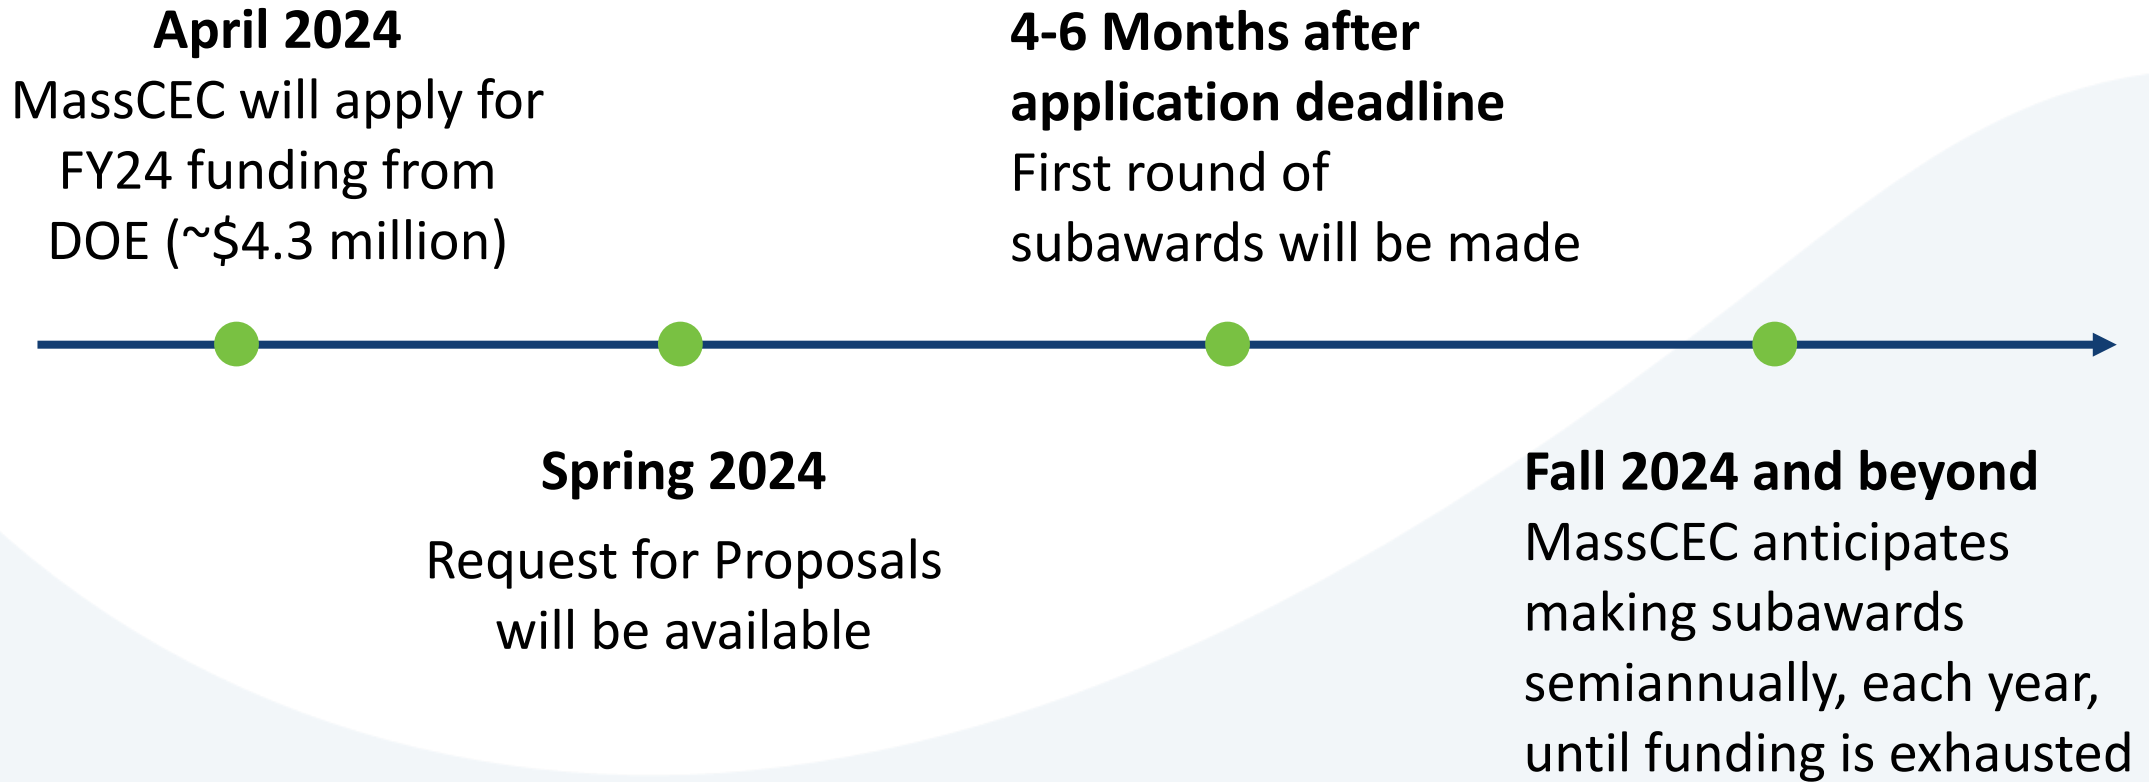 April 2024
MassCEC will apply for
FY24 funding from
DOE (~$4.3 million)
Spring 2024
Request for Proposals
will be available
4-6 Months after
application deadline
First round of
subawards will be made
Fall 2024 and beyond
MassCEC anticipates
making subawards
semiannually, each year,
until funding is exhausted